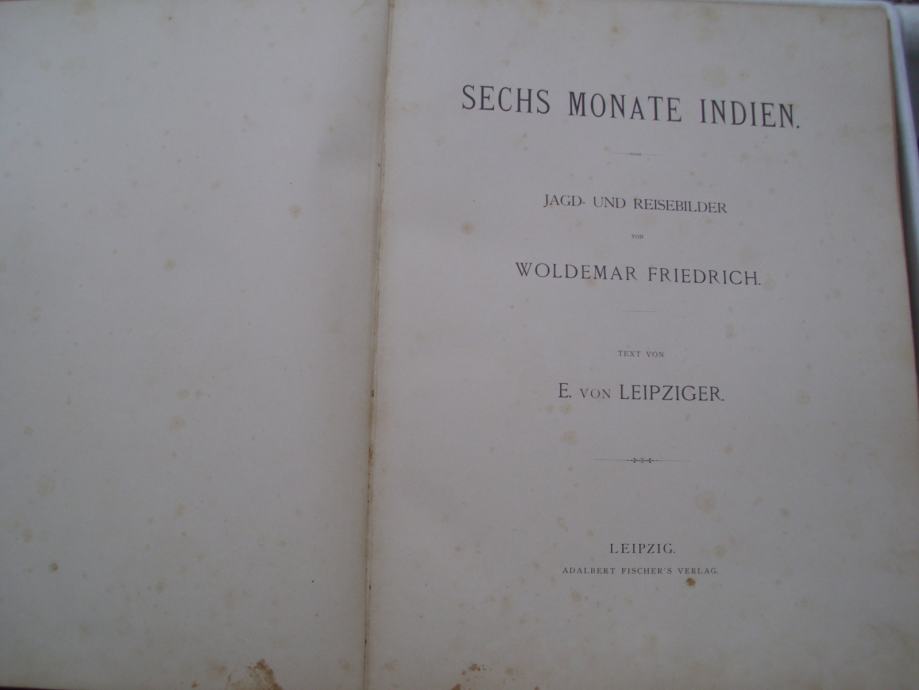 SECHS MONATE INDIEN.
JAGD- UND REISEBILDER
VON
WOLDEMAR FRIEDRICH.
TEXT VON
E. VON LEIPZIGER.
LEIPZIG.
ADALBERT FISCHER'S VERLAG.